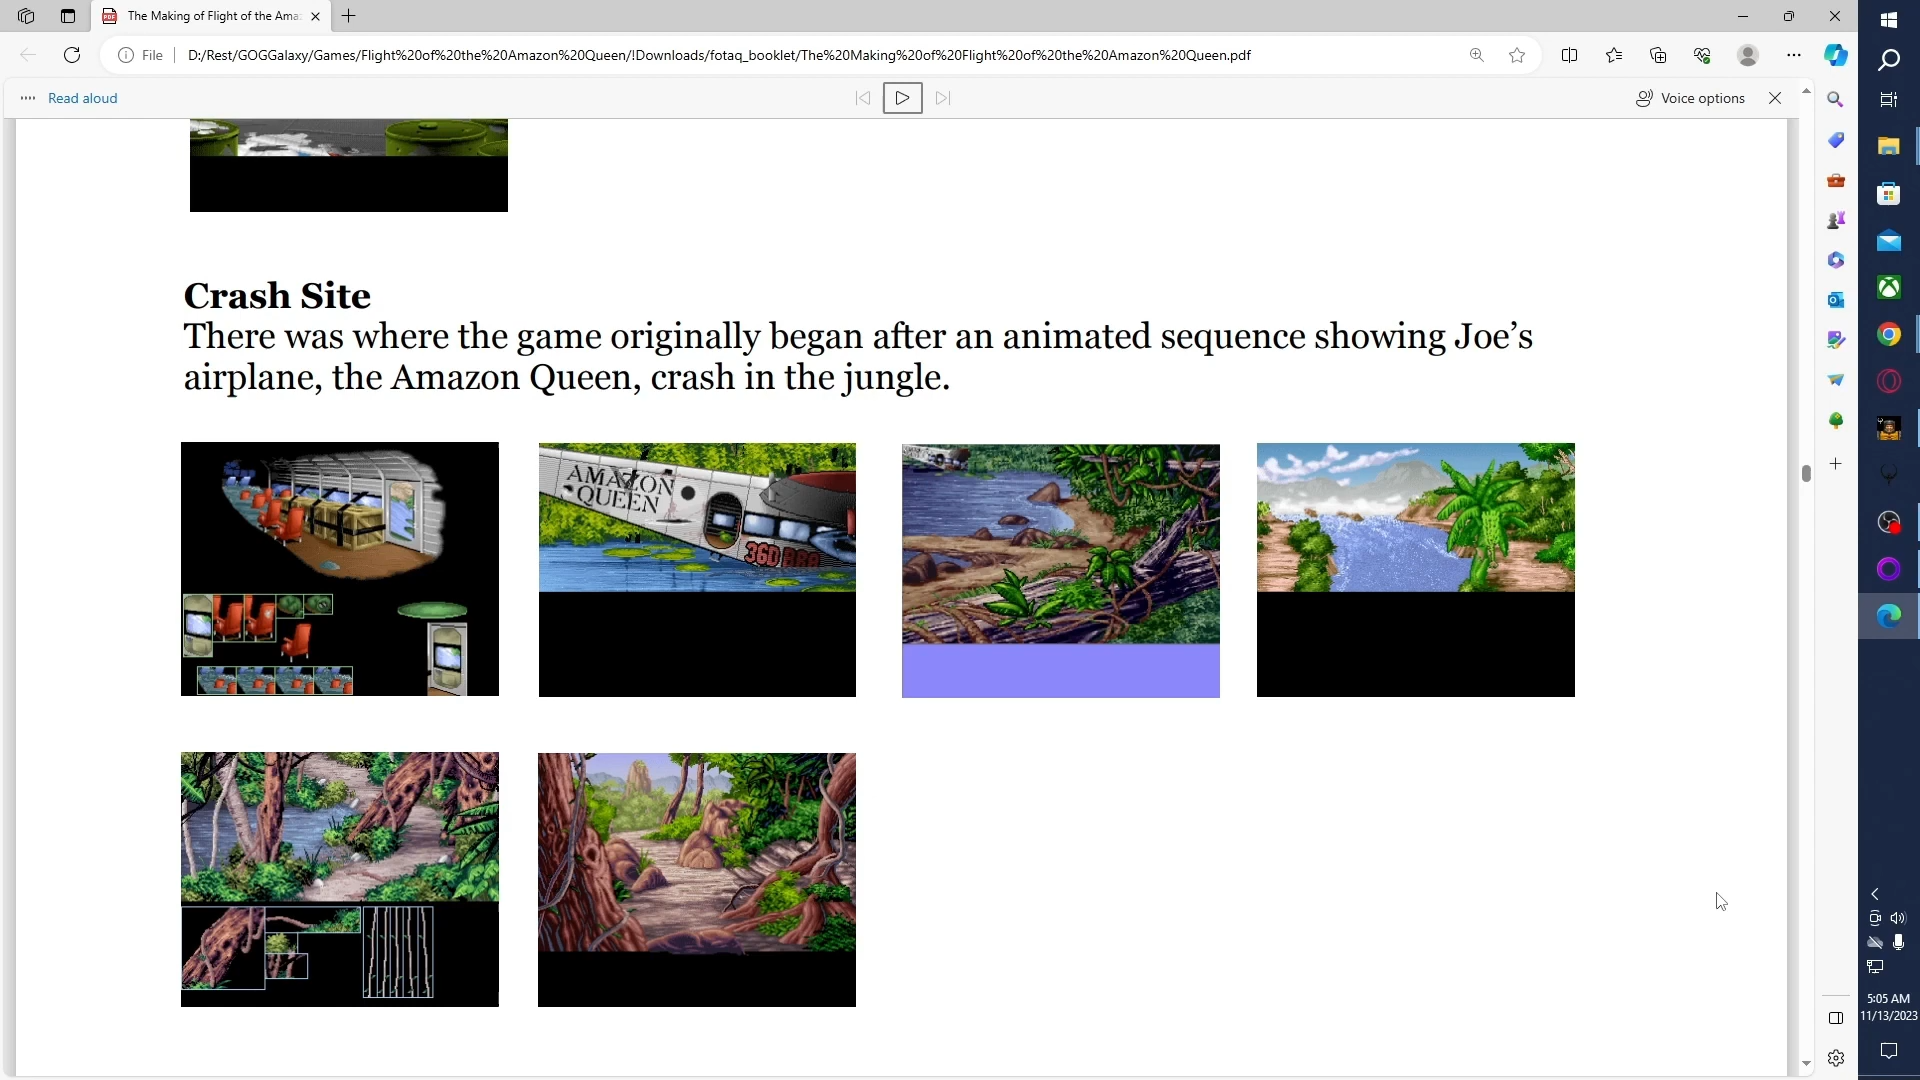 The Making of Flight of the Ama
File
D:/Rest/GOGGalaxy/Games/Flight%20of%20the%20Amazon%20Queen/!Downloads/fotaq_booklet/The%20Making%20of%20Flight%20of%20the%20Amazon%20Queen.pdf
Read aloud
Voice options
Crash Site
There was where the game originally began after an animated sequence showing Joe’s
airplane, the Amazon Queen, crash in the jungle.
AMAZON
QUEEN
5:05 AM
11/13/2023